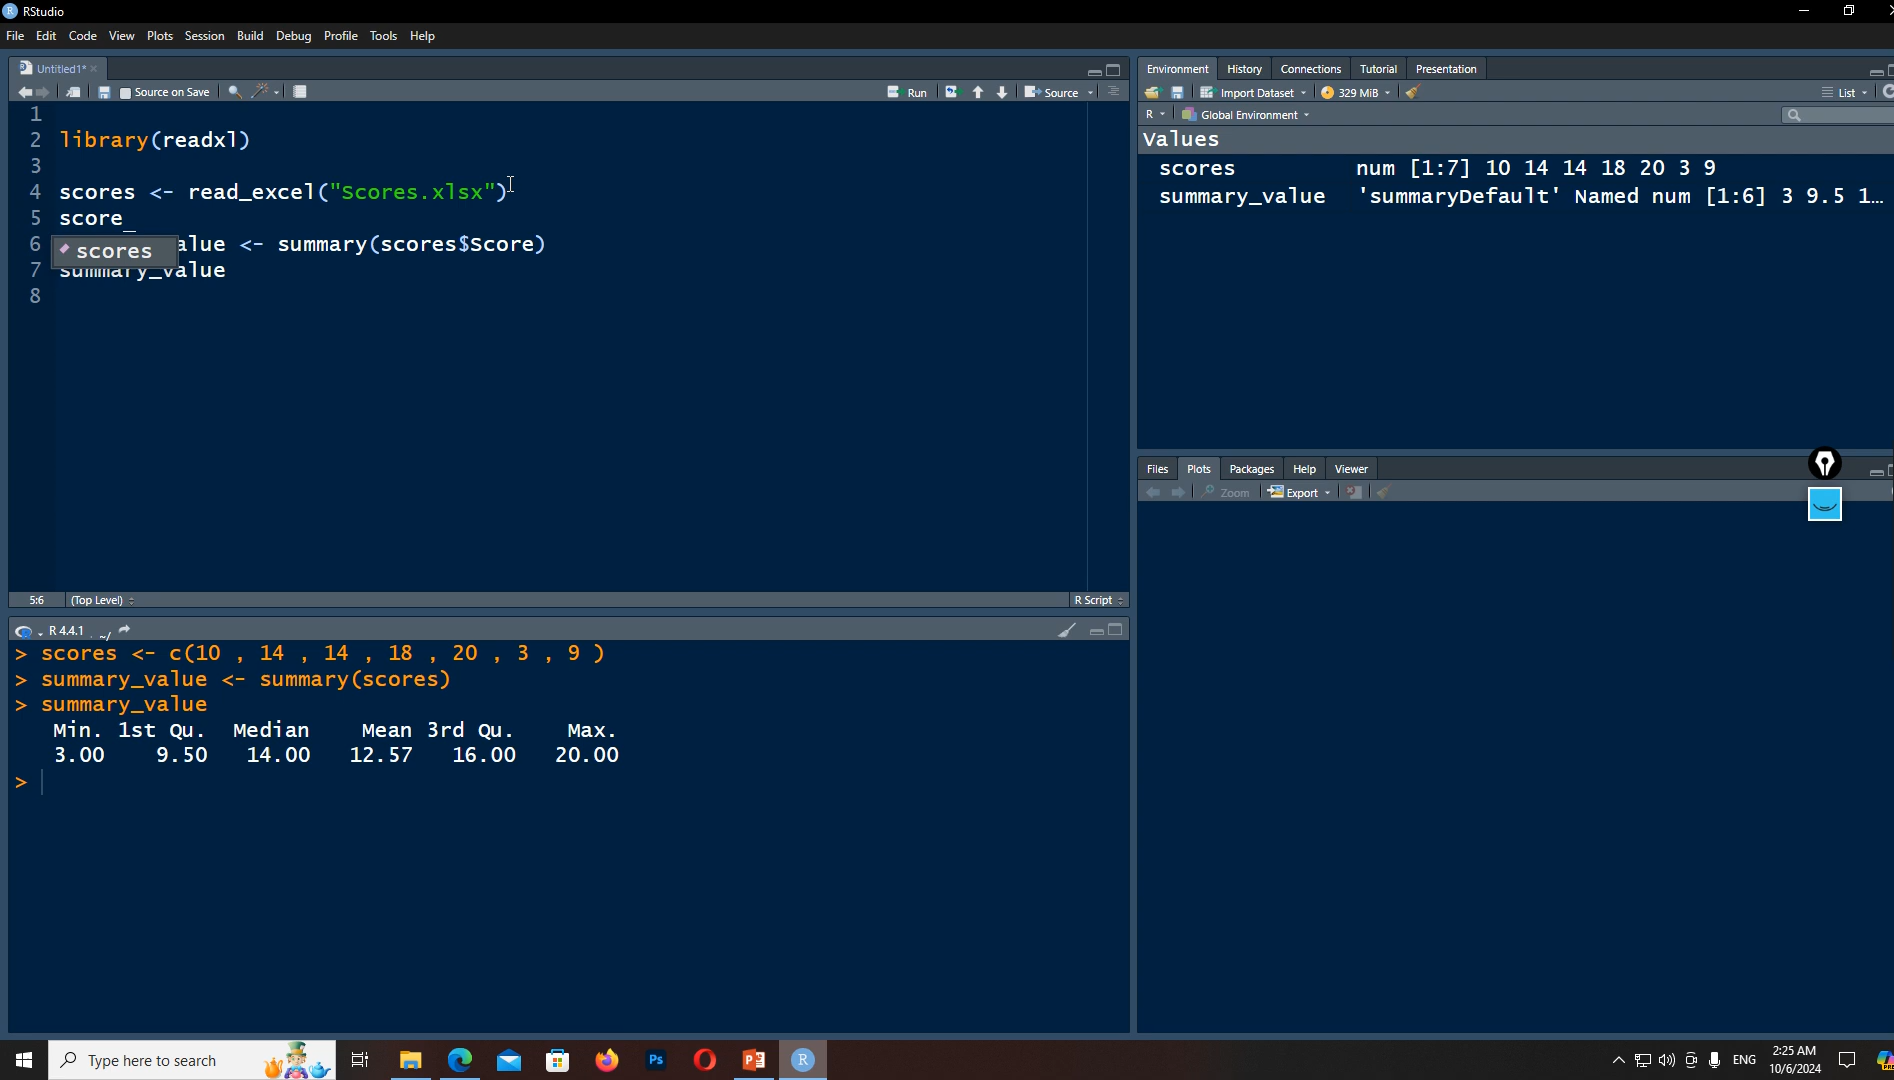 RStudio
File Edit Code View Plots Session Build Debug Profile Tools Help
Untitled1*
Source on Save Run Source
1
2 library(readxl)
3
4 scores <- read_excel("Scores.xlsx")
5 score_
6 alue <- summary(scores$Score)
scores
7 summary_value
8
5:6 (Top Level) R Script
R 4.4.1 . ~/
> scores <- c(10 , 14 , 14 , 18 , 20 , 3 , 9 )
> summary_value <- summary(scores)
> summary_value
Min. 1st Qu. Median Mean 3rd Qu. Max.
3.00 9.50 14.00 12.57 16.00 20.00
>
Environment History Connections Tutorial Presentation
Import Dataset 329 MiB List
R Global Environment
Values
scores num [1:7] 10 14 14 18 20 3 9
summary_value 'summaryDefault' Named num [1:6] 3 9.5 1…
Files Plots Packages Help Viewer
Zoom Export
Type here to search
Ps
R
ENG
2:25 AM
10/6/2024